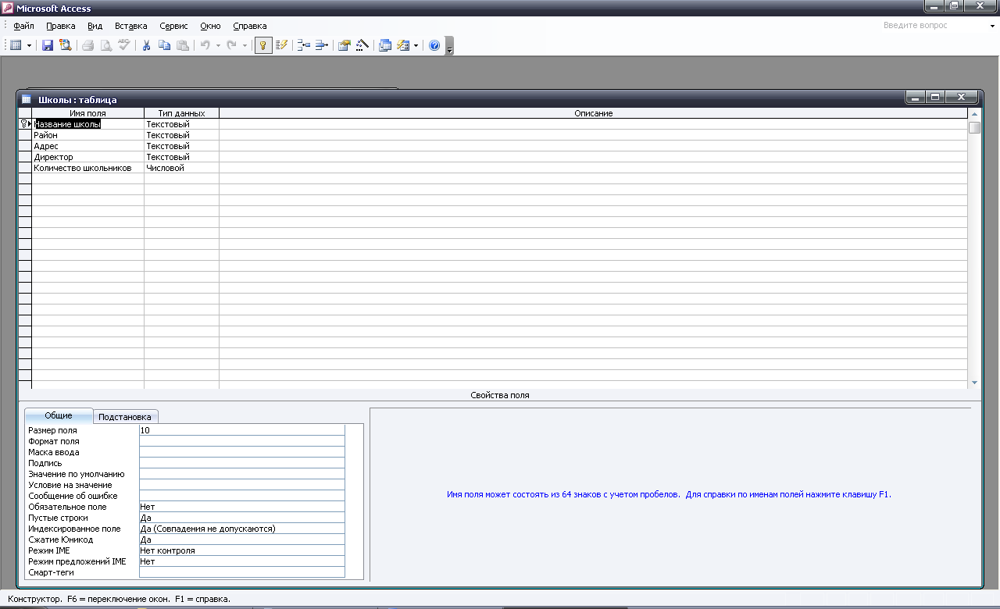 Microsoft Access
Файл Правка Вид Вставка Сервис Окно Справка Введите вопрос
Школы : таблица
Имя поля Тип данных Описание
Название школы Текстовый
Район Текстовый
Адрес Текстовый
Директор Текстовый
Количество школьников Числовой
Свойства поля
Общие Подстановка
Размер поля 10
Формат поля
Маска ввода
Подпись
Значение по умолчанию
Условие на значение
Сообщение об ошибке
Обязательное поле Нет
Пустые строки Да
Индексированное поле Да (Совпадения не допускаются)
Сжатие Юникод Да
Режим IME Нет контроля
Режим предложений IME Нет
Смарт-теги
Имя поля может состоять из 64 знаков с учетом пробелов. Для справки по именам полей нажмите клавишу F1.
Конструктор. F6 = переключение окон. F1 = справка.